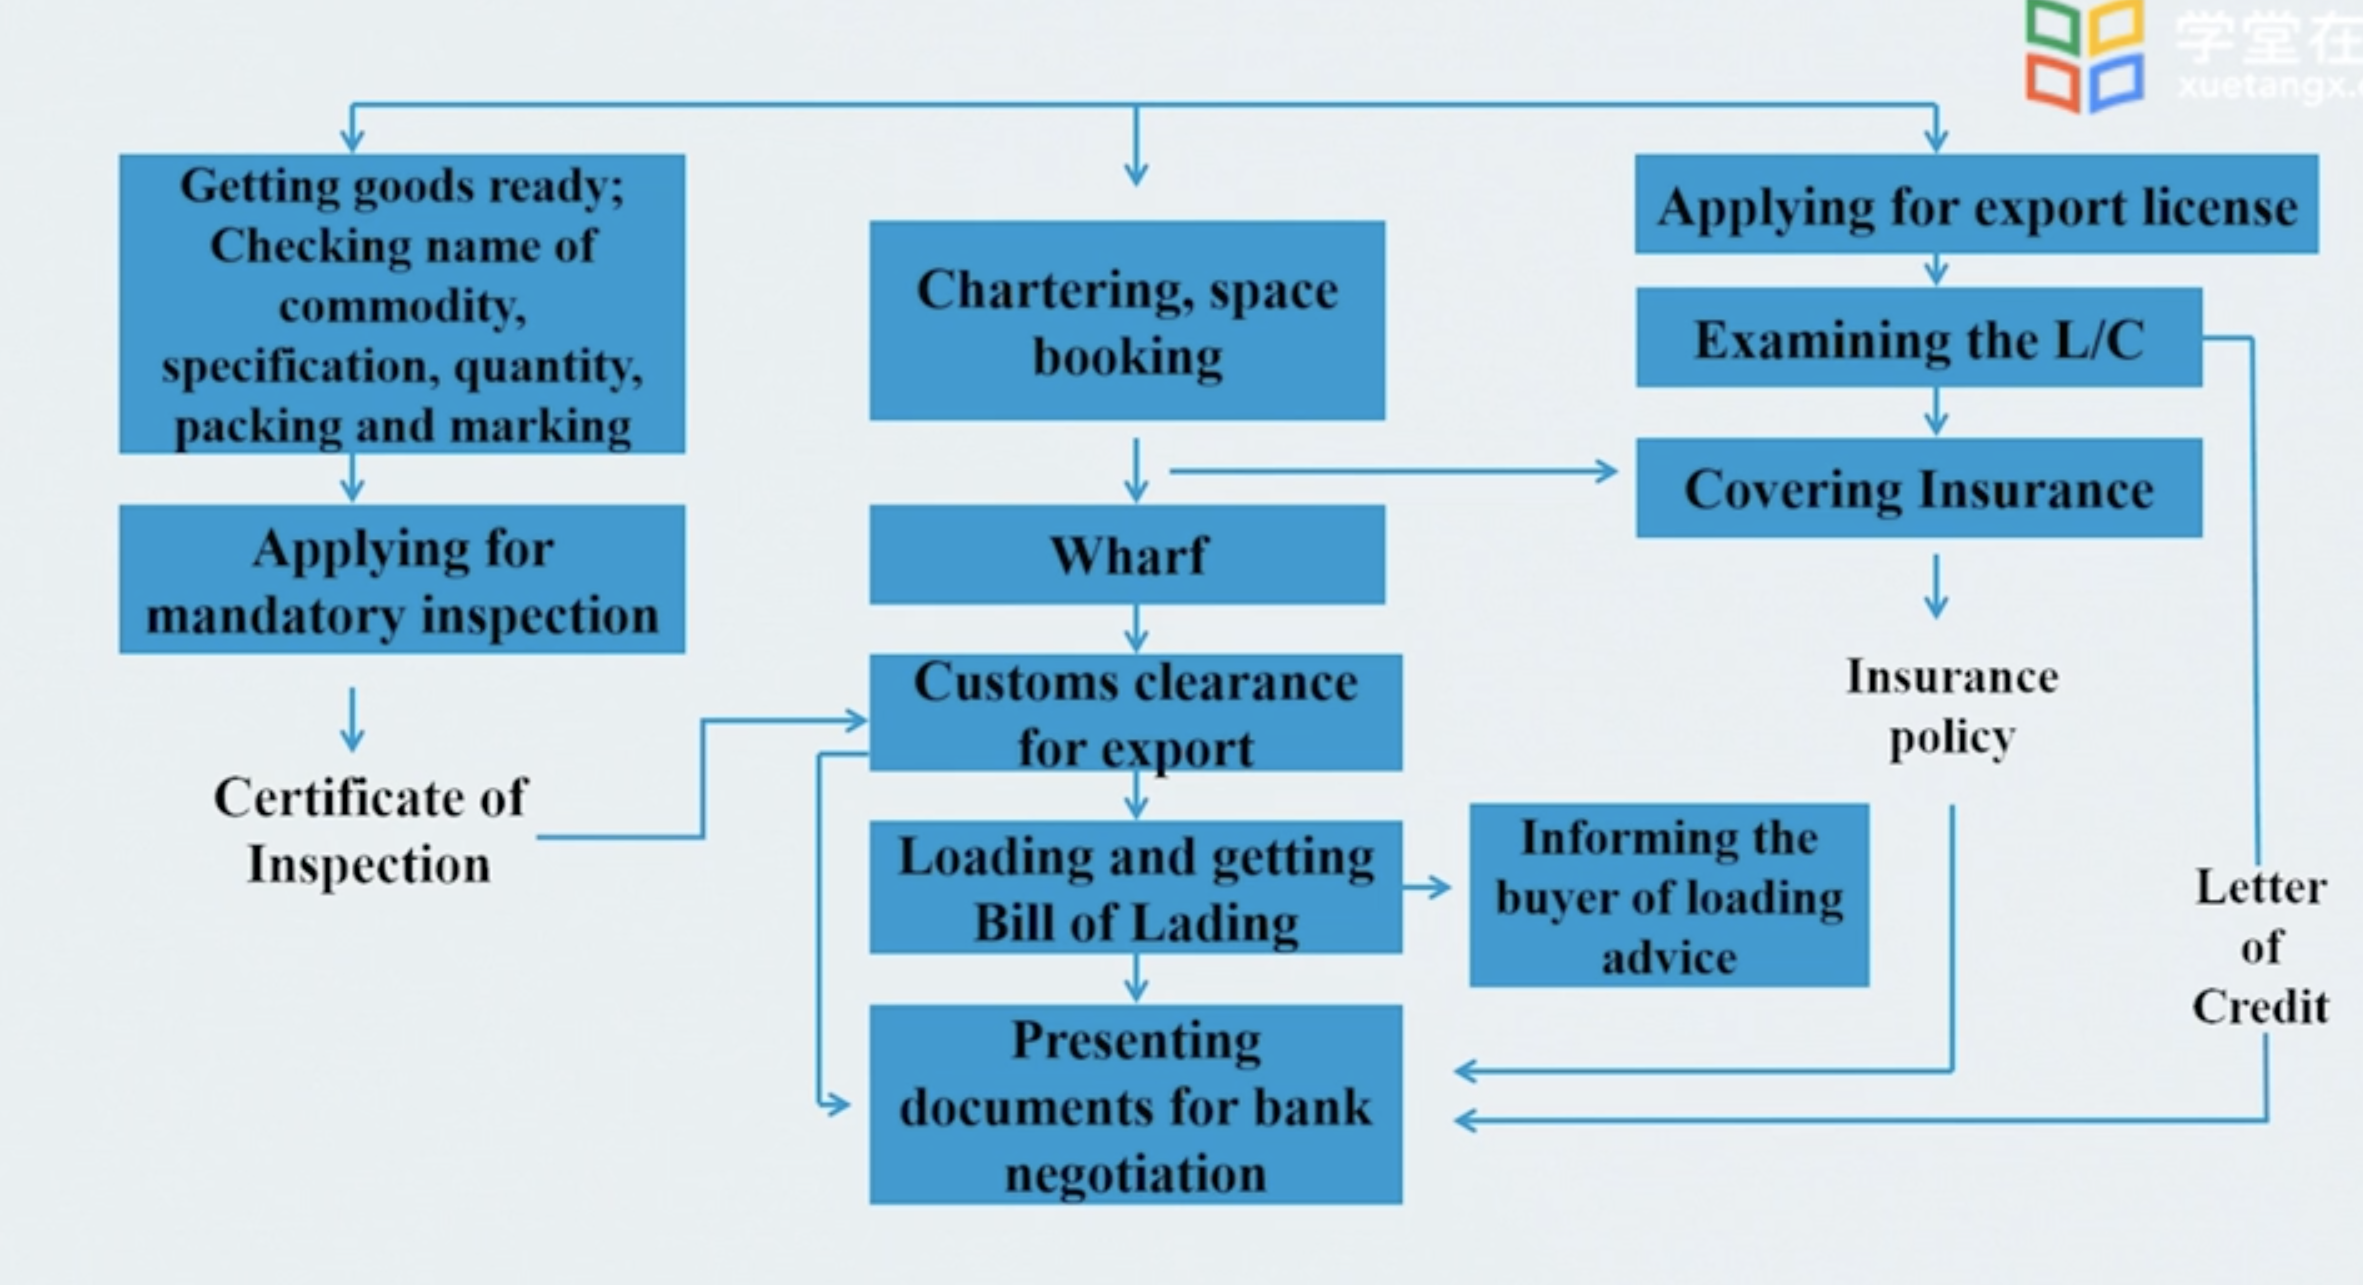 学堂在
xuetangx.
Getting goods ready;
Checking name of
commodity,
specification, quantity,
packing and marking
Applying for
mandatory inspection
Certificate of
Inspection
Chartering, space
booking
Wharf
Customs clearance
for export
Loading and getting
Bill of Lading
Presenting
documents for bank
negotiation
Informing the
buyer of loading
advice
Applying for export license
Examining the L/C
Covering Insurance
Insurance
policy
Letter
of
Credit